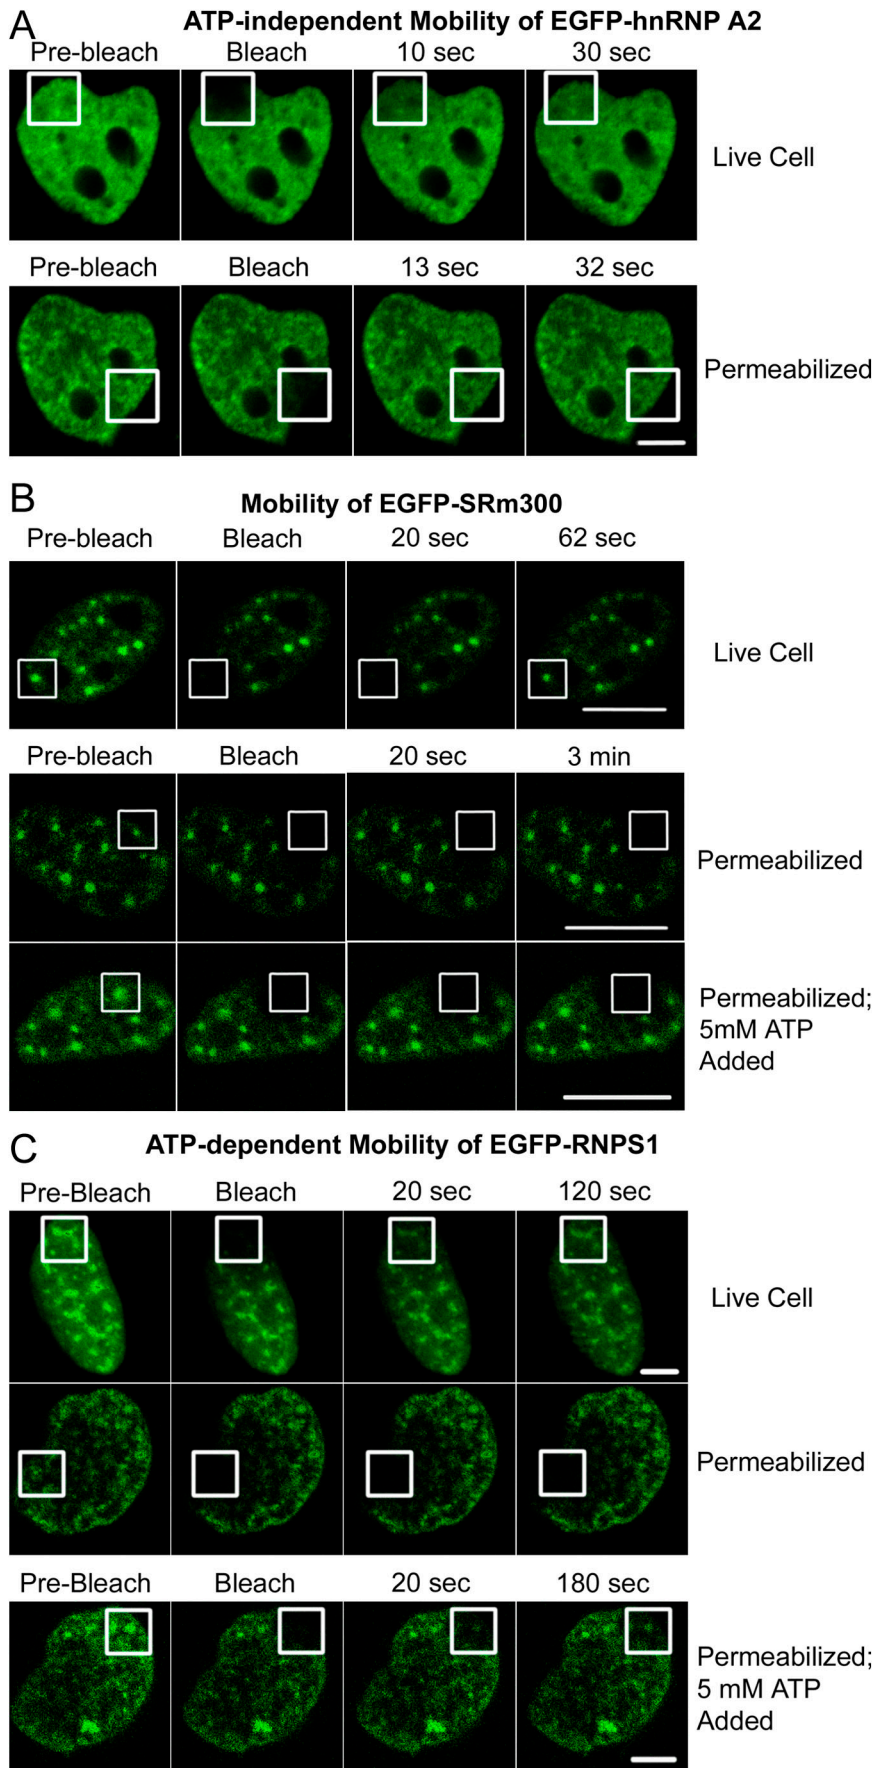 A
ATP-independent Mobility of EGFP-hnRNP A2
Pre-bleach Bleach 10 sec 30 sec
Live Cell
Pre-bleach Bleach 13 sec 32 sec
Permeabilized
B
Mobility of EGFP-SRm300
Pre-bleach Bleach 20 sec 62 sec
Live Cell
Pre-bleach Bleach 20 sec 3 min
Permeabilized
Permeabilized;
5mM ATP
Added
C
ATP-dependent Mobility of EGFP-RNPS1
Pre-Bleach Bleach 20 sec 120 sec
Live Cell
Permeabilized
Pre-Bleach Bleach 20 sec 180 sec
Permeabilized;
5 mM ATP
Added